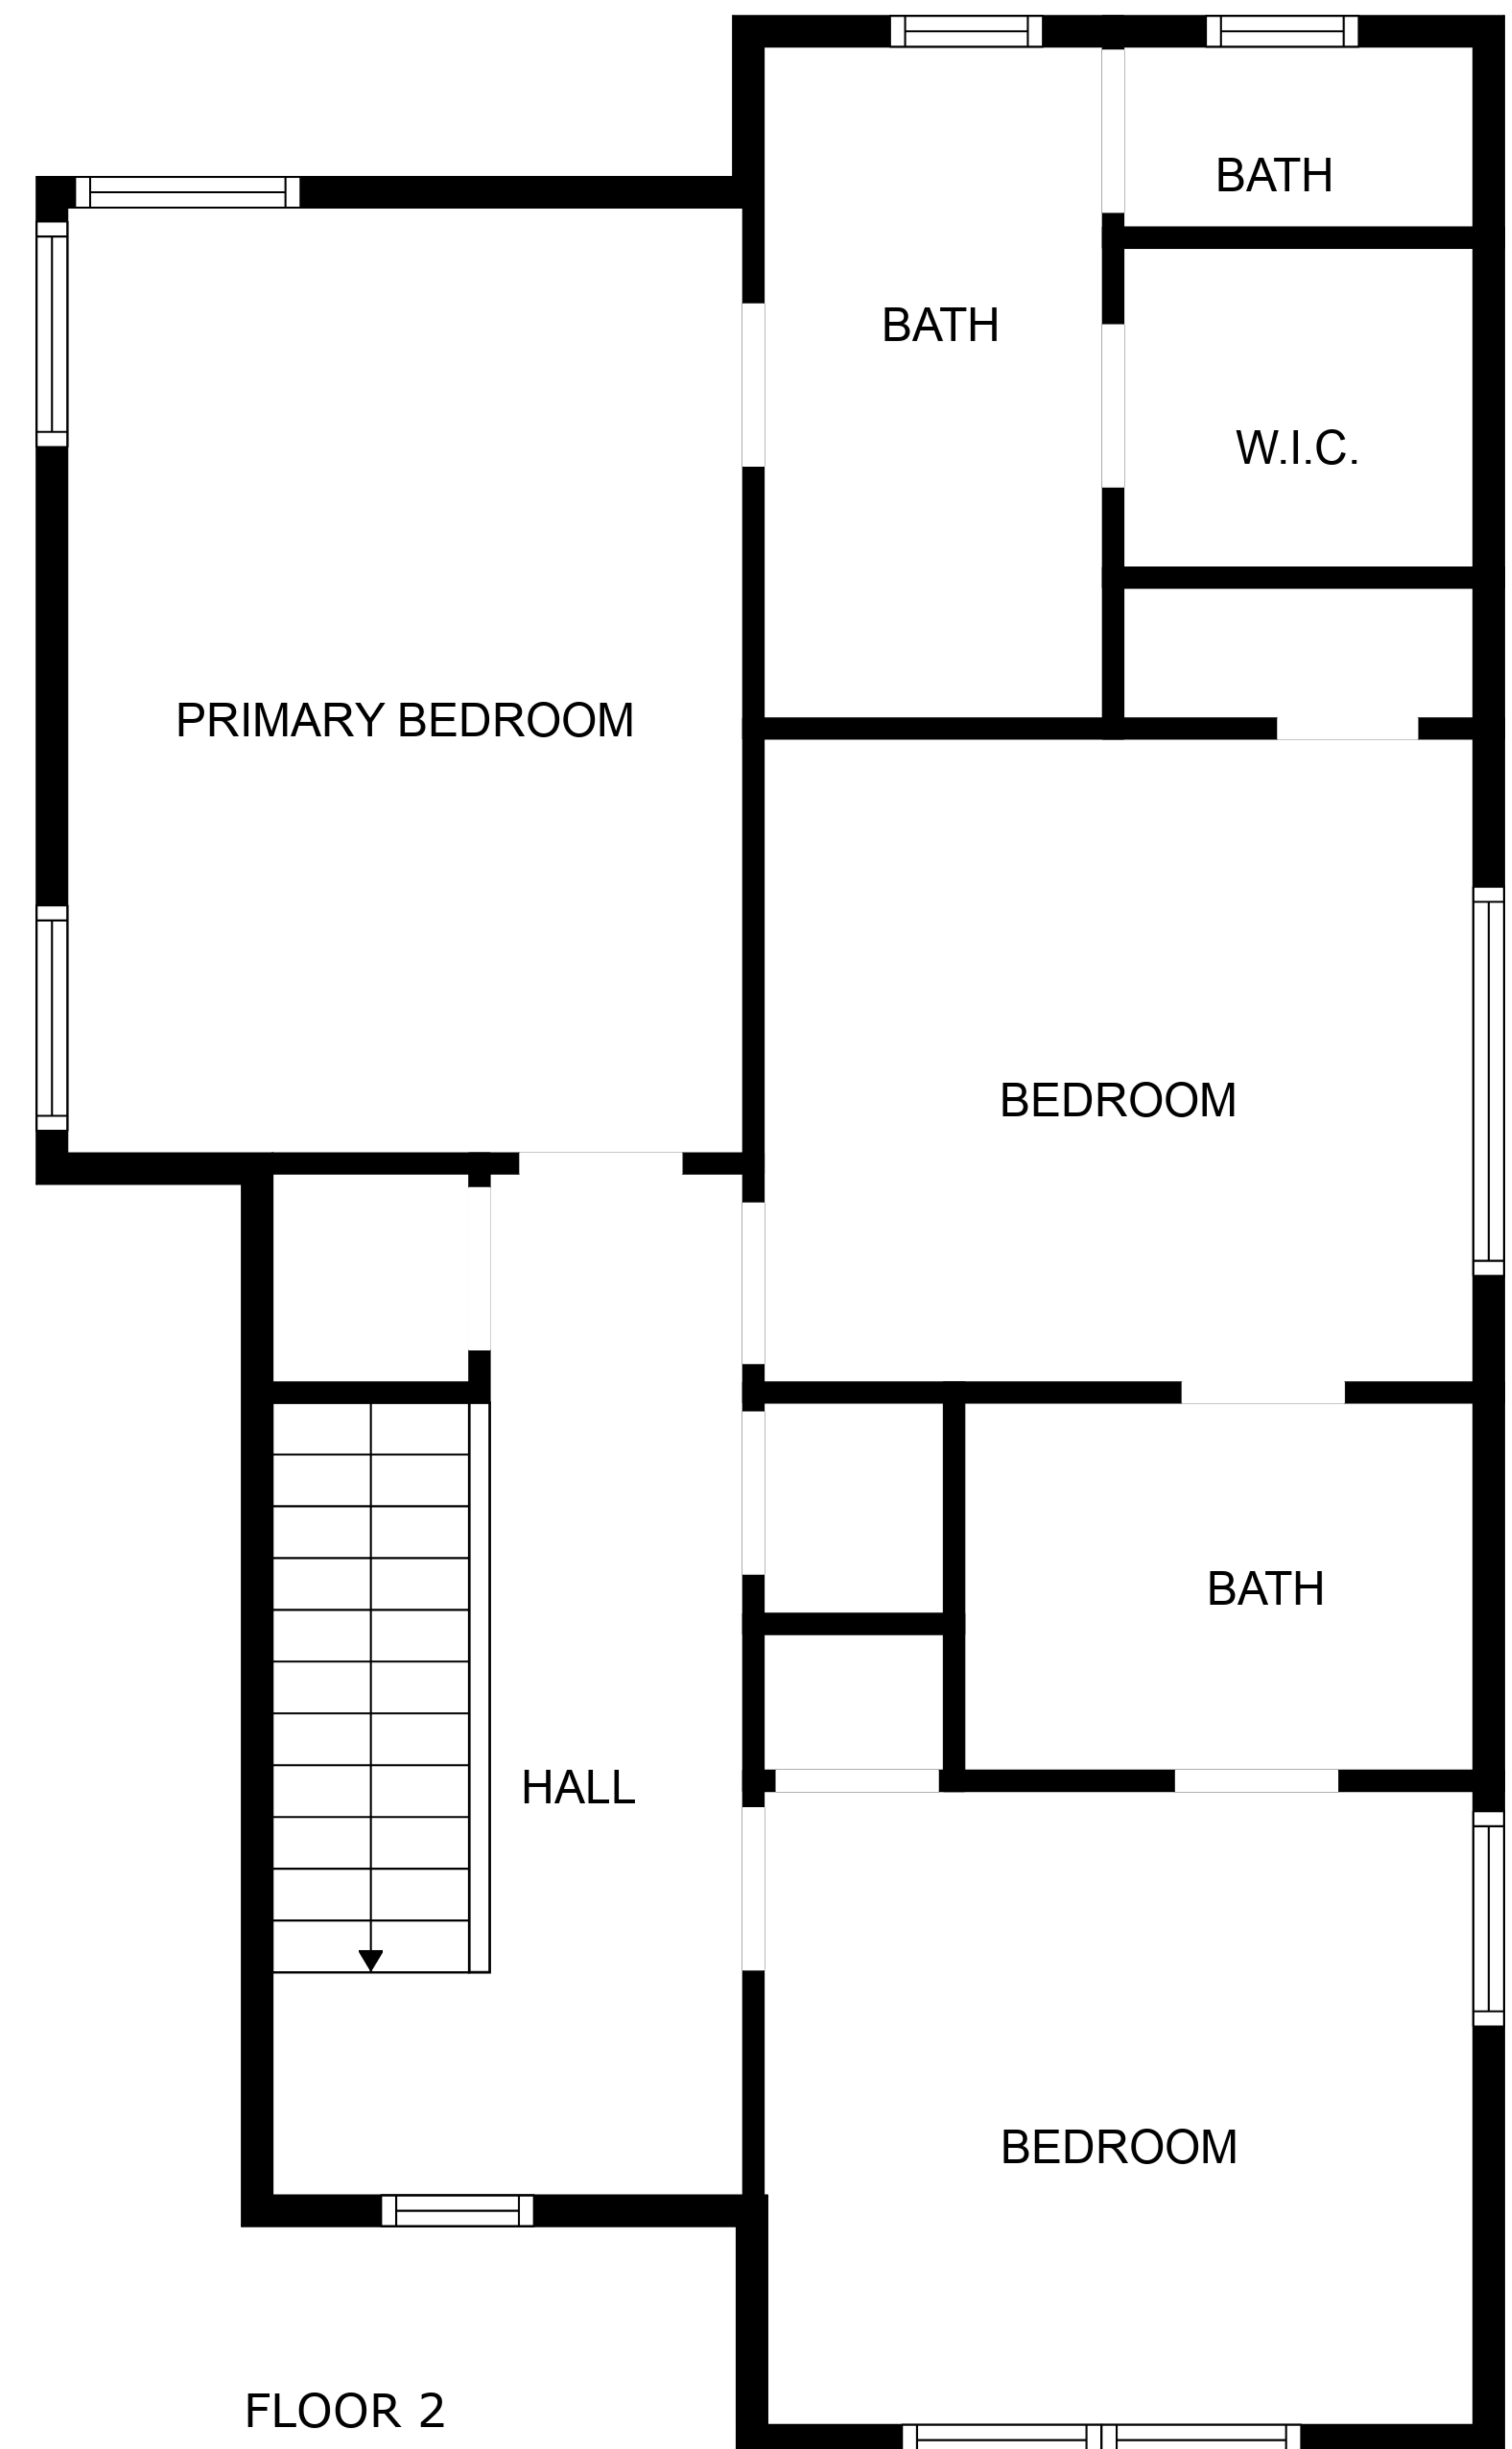 BATH
BATH
W.I.C.
PRIMARY BEDROOM
BEDROOM
BATH
HALL
BEDROOM
FLOOR 2